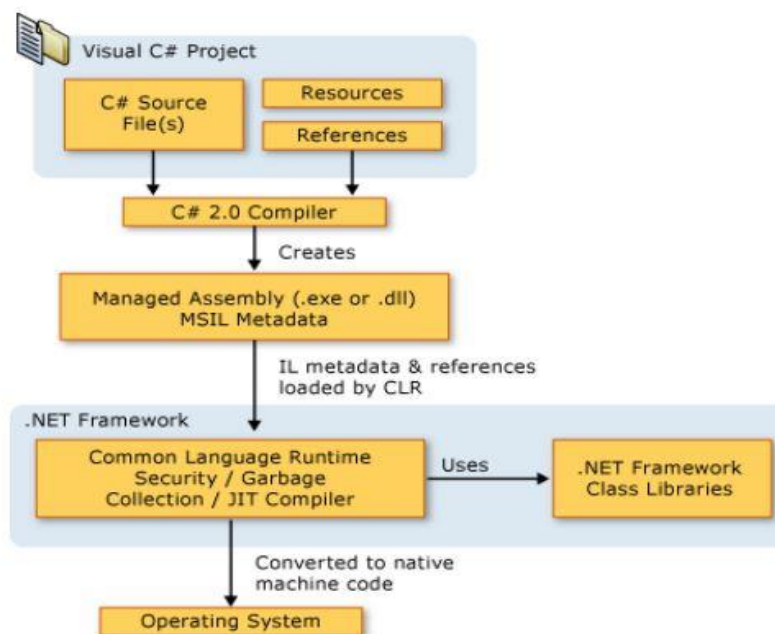 Visual C# Project
C# Source
File(s)
Resources
References
C# 2.0 Compiler
Creates
Managed Assembly (.exe or .dll)
MSIL Metadata
IL metadata & references
loaded by CLR
.NET Framework
Common Language Runtime
Security / Garbage
Collection / JIT Compiler
Uses
.NET Framework
Class Libraries
Converted to native
machine code
Operating System